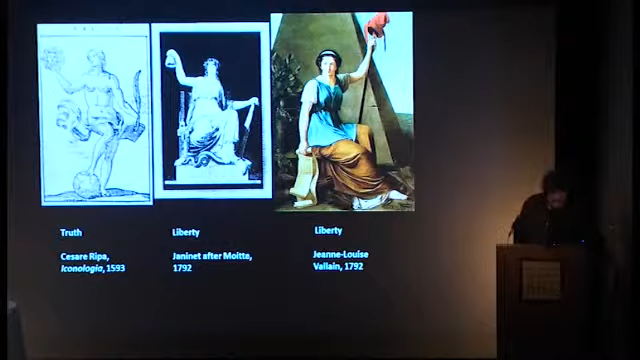 Truth
Cesare Ripa,
Iconologia, 1593
Liberty
Janinet after Moitte,
1792
Liberty
Jeanne-Louise
Vallain, 1792